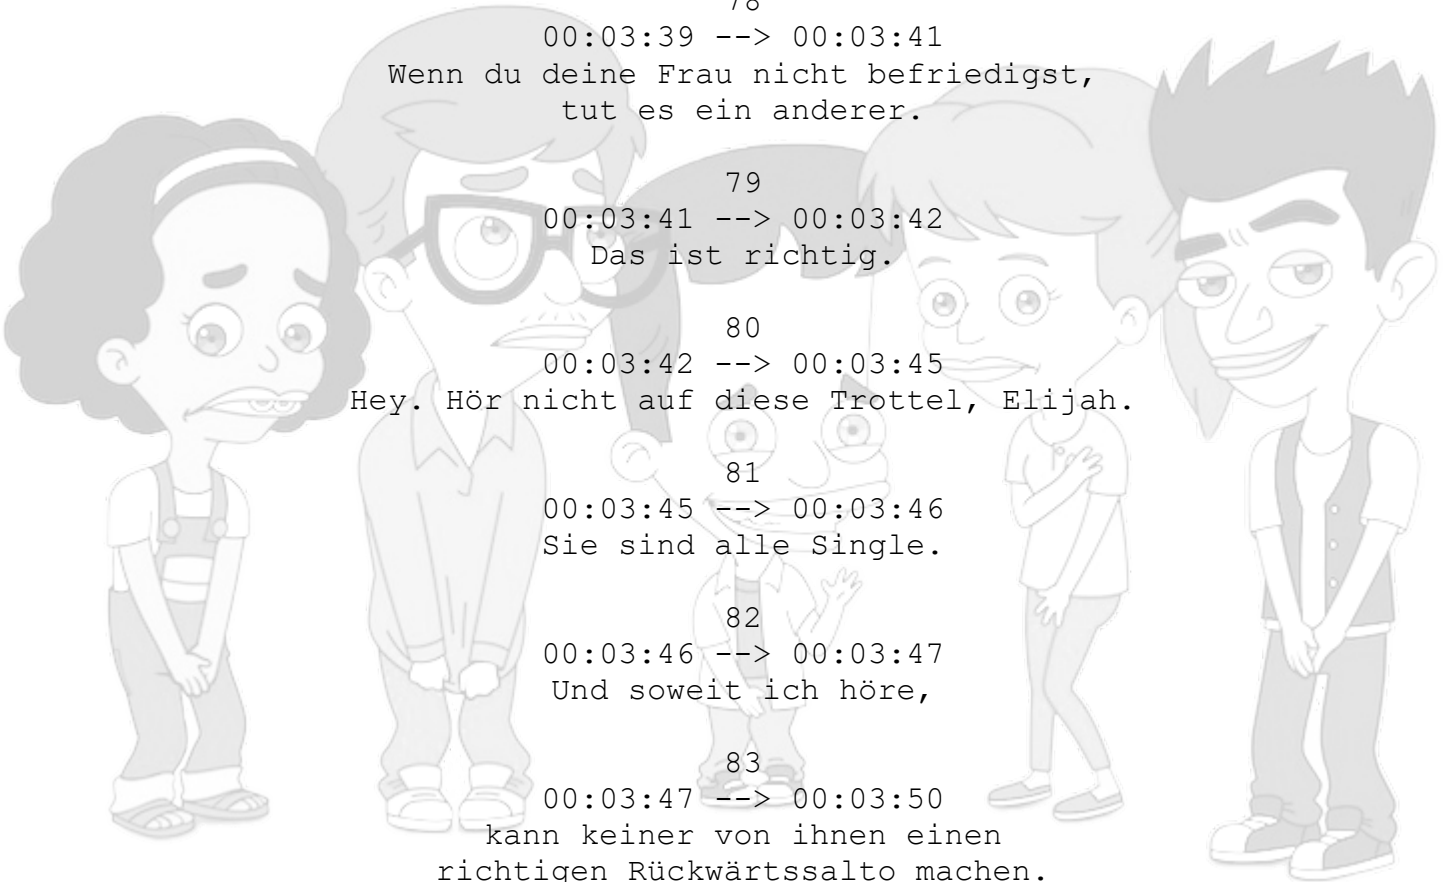 78
00:03:39 --> 00:03:41
Wenn du deine Frau nicht befriedigst,
tut es ein anderer.
79
00:03:41 --> 00:03:42
Das ist richtig.
80
00:03:42 --> 00:03:45
Hey. Hör nicht auf diese Trottel, Elijah.
81
00:03:45 --> 00:03:46
Sie sind alle Single.
82
00:03:46 --> 00:03:47
Und soweit ich höre,
83
00:03:47 --> 00:03:50
kann keiner von ihnen einen
richtigen Rückwärtssalto machen.